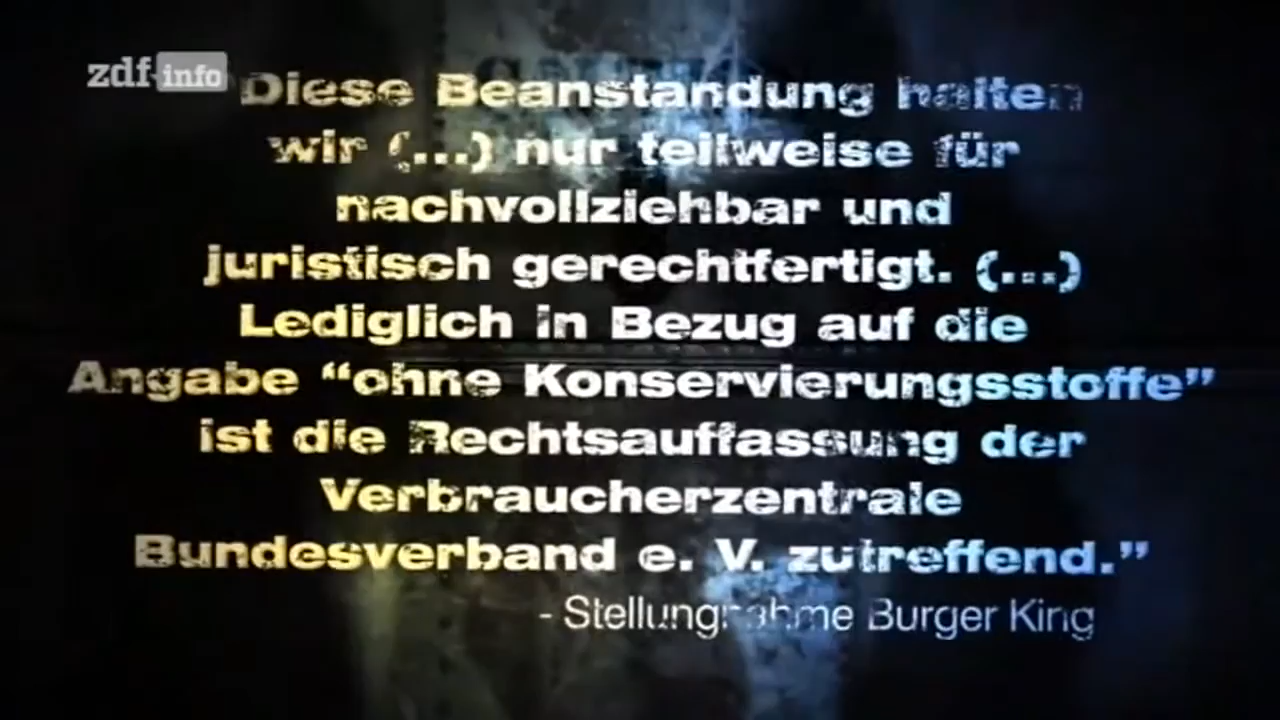 zdf info
"Diese Beanstandung halten
wir (...) nur teilweise für
nachvollziehbar und
juristisch gerechtfertigt. (...)
Lediglich in Bezug auf die
Angabe “ohne Konservierungsstoffe”
ist die Rechtsauffassung der
Verbraucherzentrale
Bundesverband e. V. zutreffend.”
- Stellungnahme Burger King